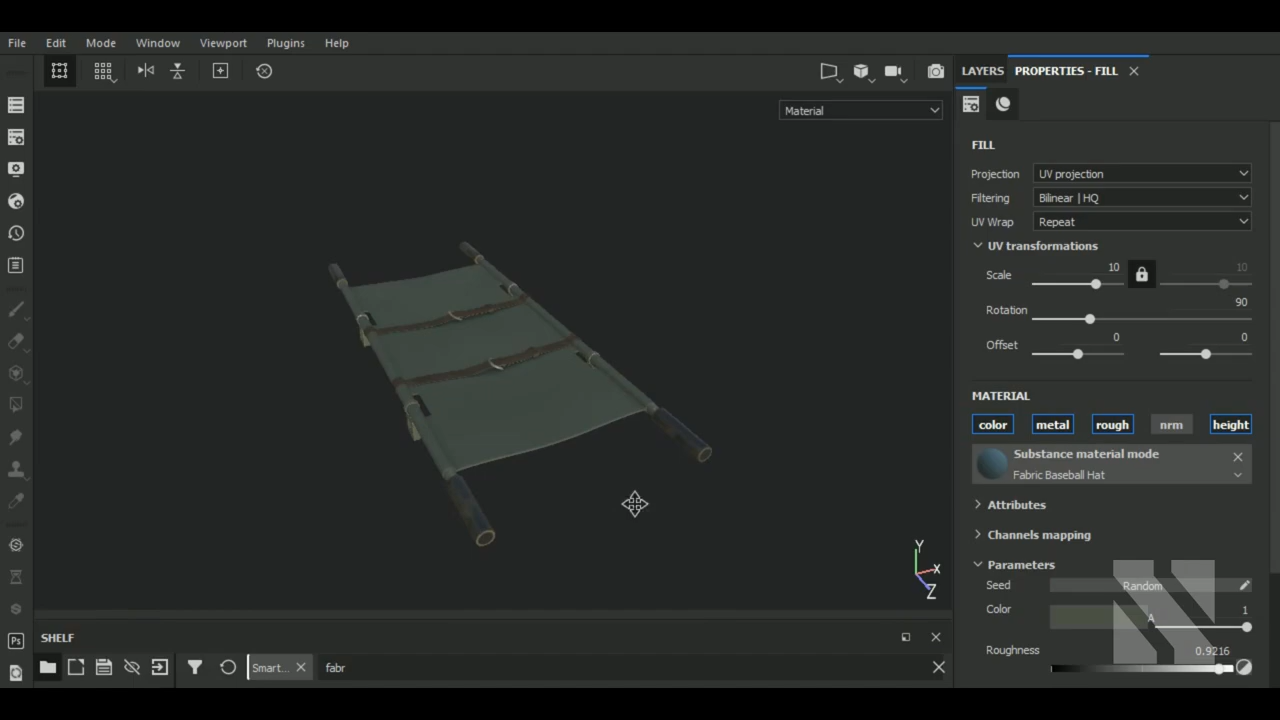 File Edit Mode Window Viewport Plugins Help
LAYERS PROPERTIES - FILL
Material
FILL
Projection UV projection
Filtering Bilinear | HQ
UV Wrap Repeat
UV transformations
Scale 10 10
Rotation 90
Offset 0 0
MATERIAL
color metal rough nrm height
Substance material mode
Fabric Baseball Hat
Attributes
Channels mapping
Parameters
Seed Random
Color A 1
Roughness 0.9216
Y
X
Z
SHELF
Ps
Smart... fabr